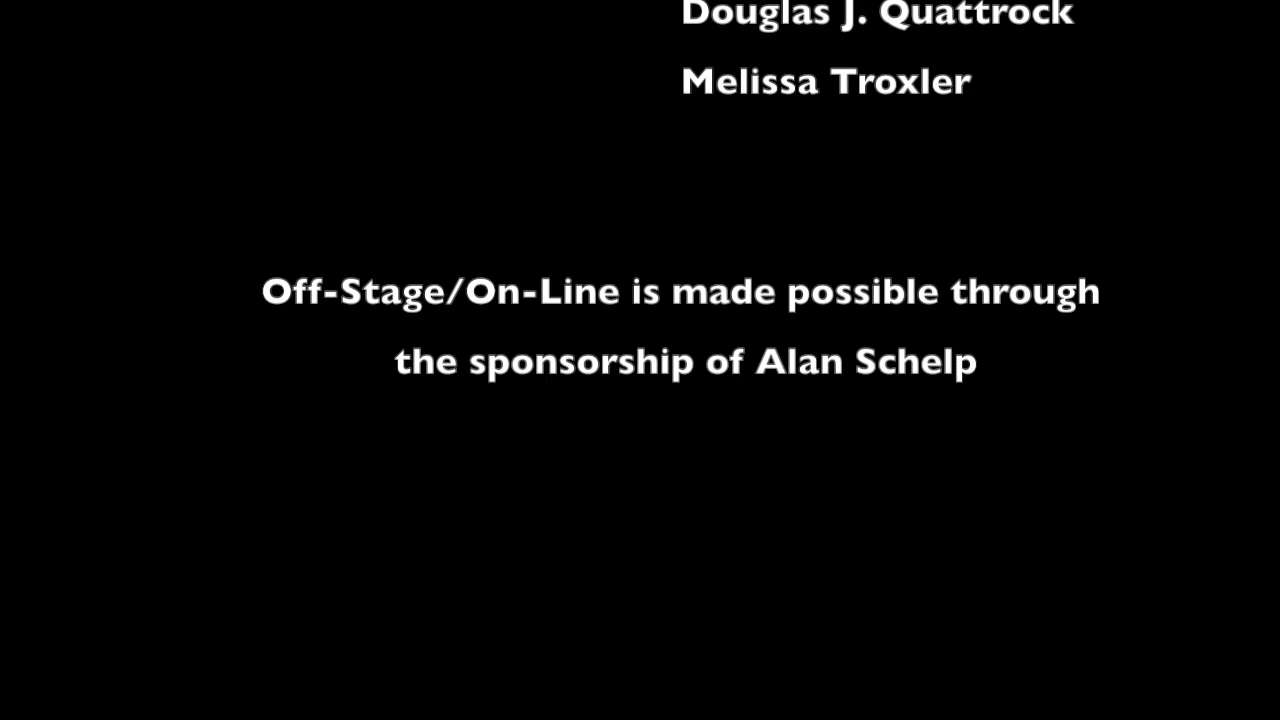 Douglas J. Quattrock
Melissa Troxler
Off-Stage/On-Line is made possible through
the sponsorship of Alan Schelp